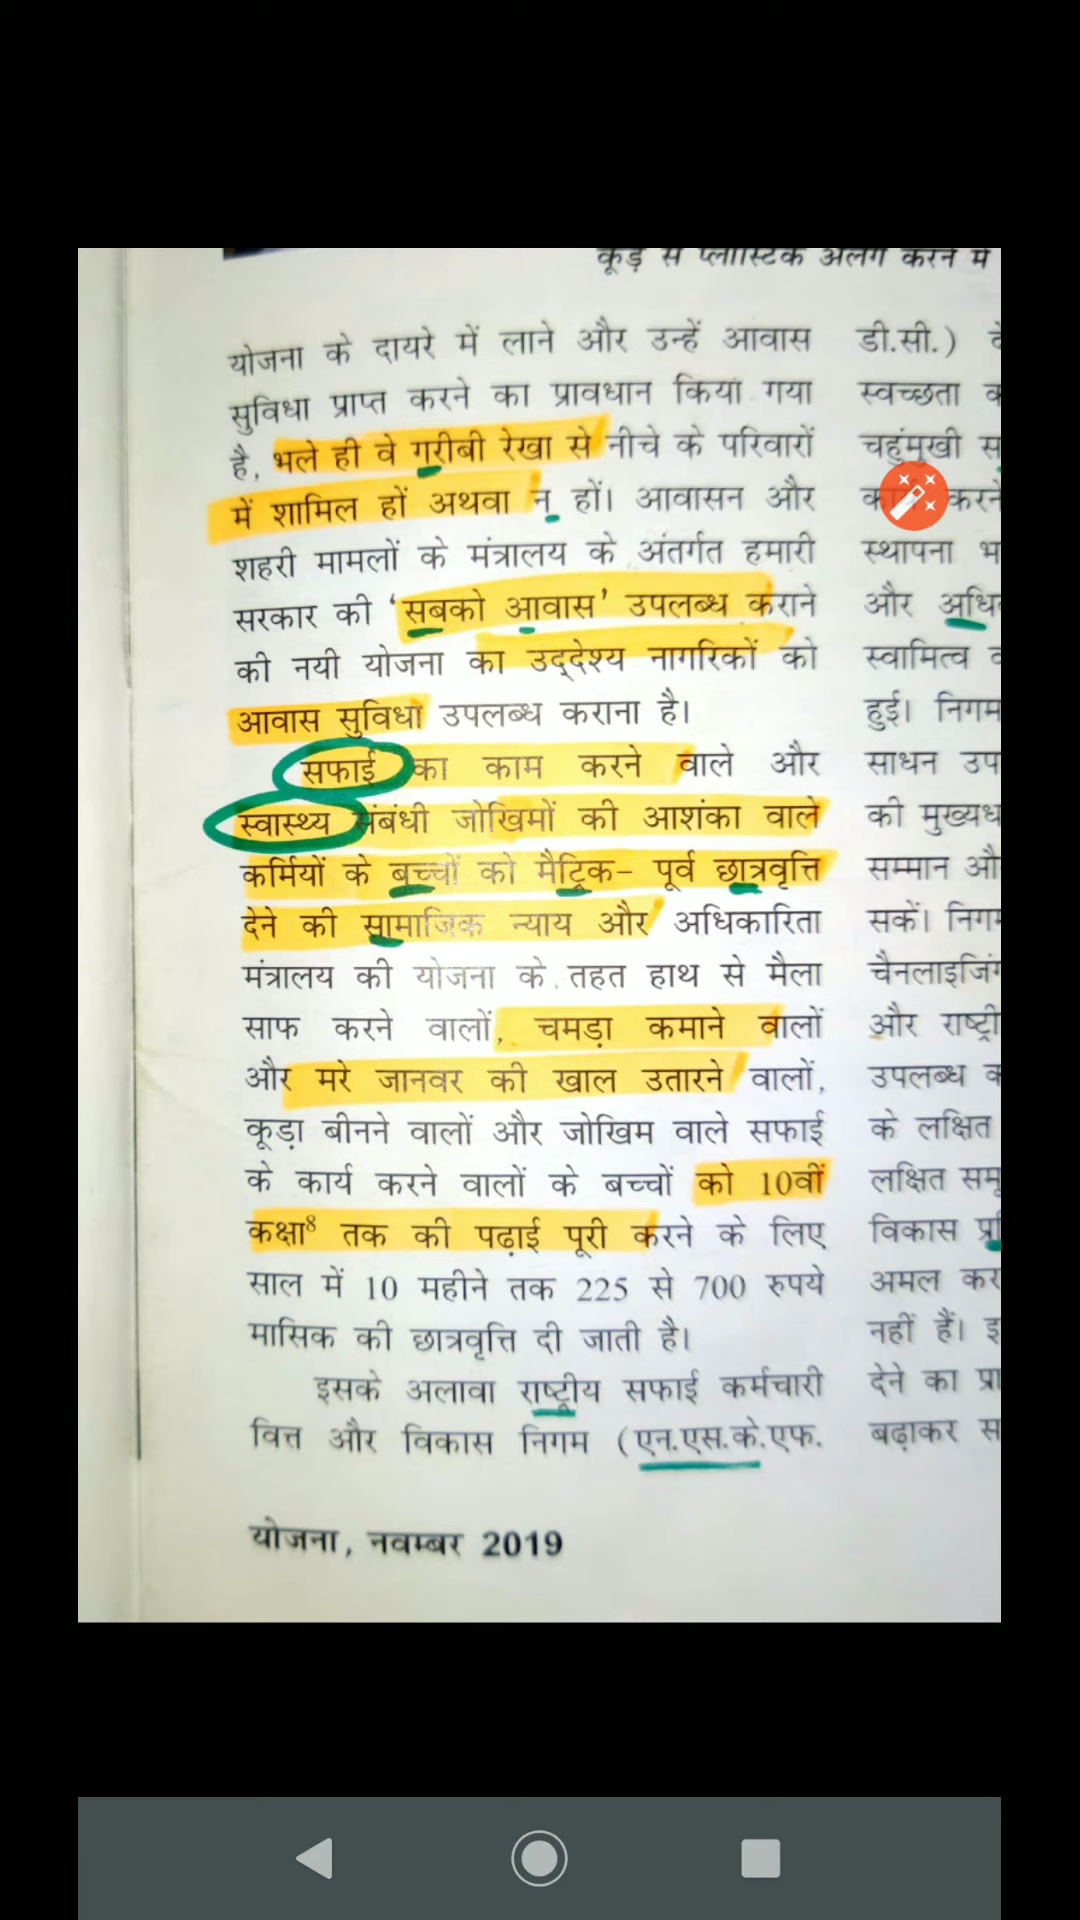 कूड़े से प्लास्टिक अलग करने में
योजना के दायरे में लाने और उन्हें आवास
सुविधा प्राप्त करने का प्रावधान किया गया
है, भले ही वे गरीबी रेखा से नीचे के परिवारों
में शामिल हों अथवा न हों। आवासन और
शहरी मामलों के मंत्रालय के अंतर्गत हमारी
सरकार की ‘सबको आवास’ उपलब्ध कराने
की नयी योजना का उद्देश्य नागरिकों को
आवास सुविधा उपलब्ध कराना है।
सफाई का काम करने वाले और
स्वास्थ्य संबंधी जोखिमों की आशंका वाले
कर्मियों के बच्चों को मैट्रिक- पूर्व छात्रवृत्ति
देने की सामाजिक न्याय और अधिकारिता
मंत्रालय की योजना के तहत हाथ से मैला
साफ करने वालों, चमड़ा कमाने वालों
और मरे जानवर की खाल उतारने वालों,
कूड़ा बीनने वालों और जोखिम वाले सफाई
के कार्य करने वालों के बच्चों को 10वीं
कक्षा⁸ तक की पढ़ाई पूरी करने के लिए
साल में 10 महीने तक 225 से 700 रुपये
मासिक की छात्रवृत्ति दी जाती है।
इसके अलावा राष्ट्रीय सफाई कर्मचारी
वित्त और विकास निगम (एन.एस.के.एफ.
डी.सी.)
स्वच्छता
चहुंमुखी
करने
स्थापना
और
स्वामित्व
हुई। निगम
साधन
की
सम्मान
सकें।
और
उपलब्ध
के लक्षित
लक्षित
विकास
अमल
नहीं हैं।
देने का
बढ़ाकर
योजना, नवम्बर 2019